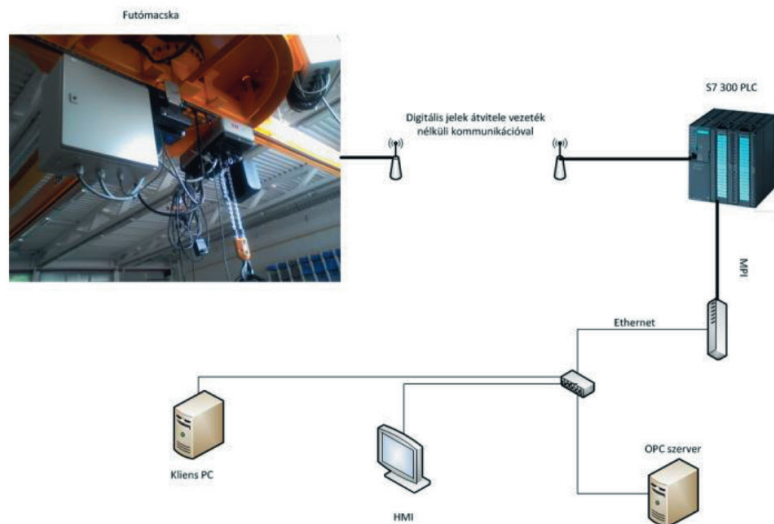 Futómacska
S7 300 PLC
Digitális jelek átvitele vezeték
nélküli kommunikációval
MPI
Ethernet
Kliens PC
HMI
OPC szerver